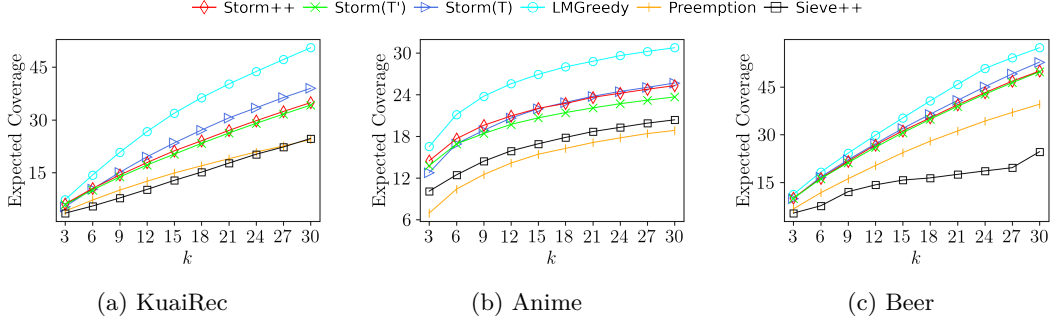 Storm++ Storm(T') Storm(T) LMGreedy Preemption Sieve++
Expected Coverage
45
30
15
3 6 9 12 15 18 21 24 27 30
k
(a) KuaiRec
Expected Coverage
30
24
18
12
6
3 6 9 12 15 18 21 24 27 30
k
(b) Anime
Expected Coverage
45
30
15
3 6 9 12 15 18 21 24 27 30
k
(c) Beer